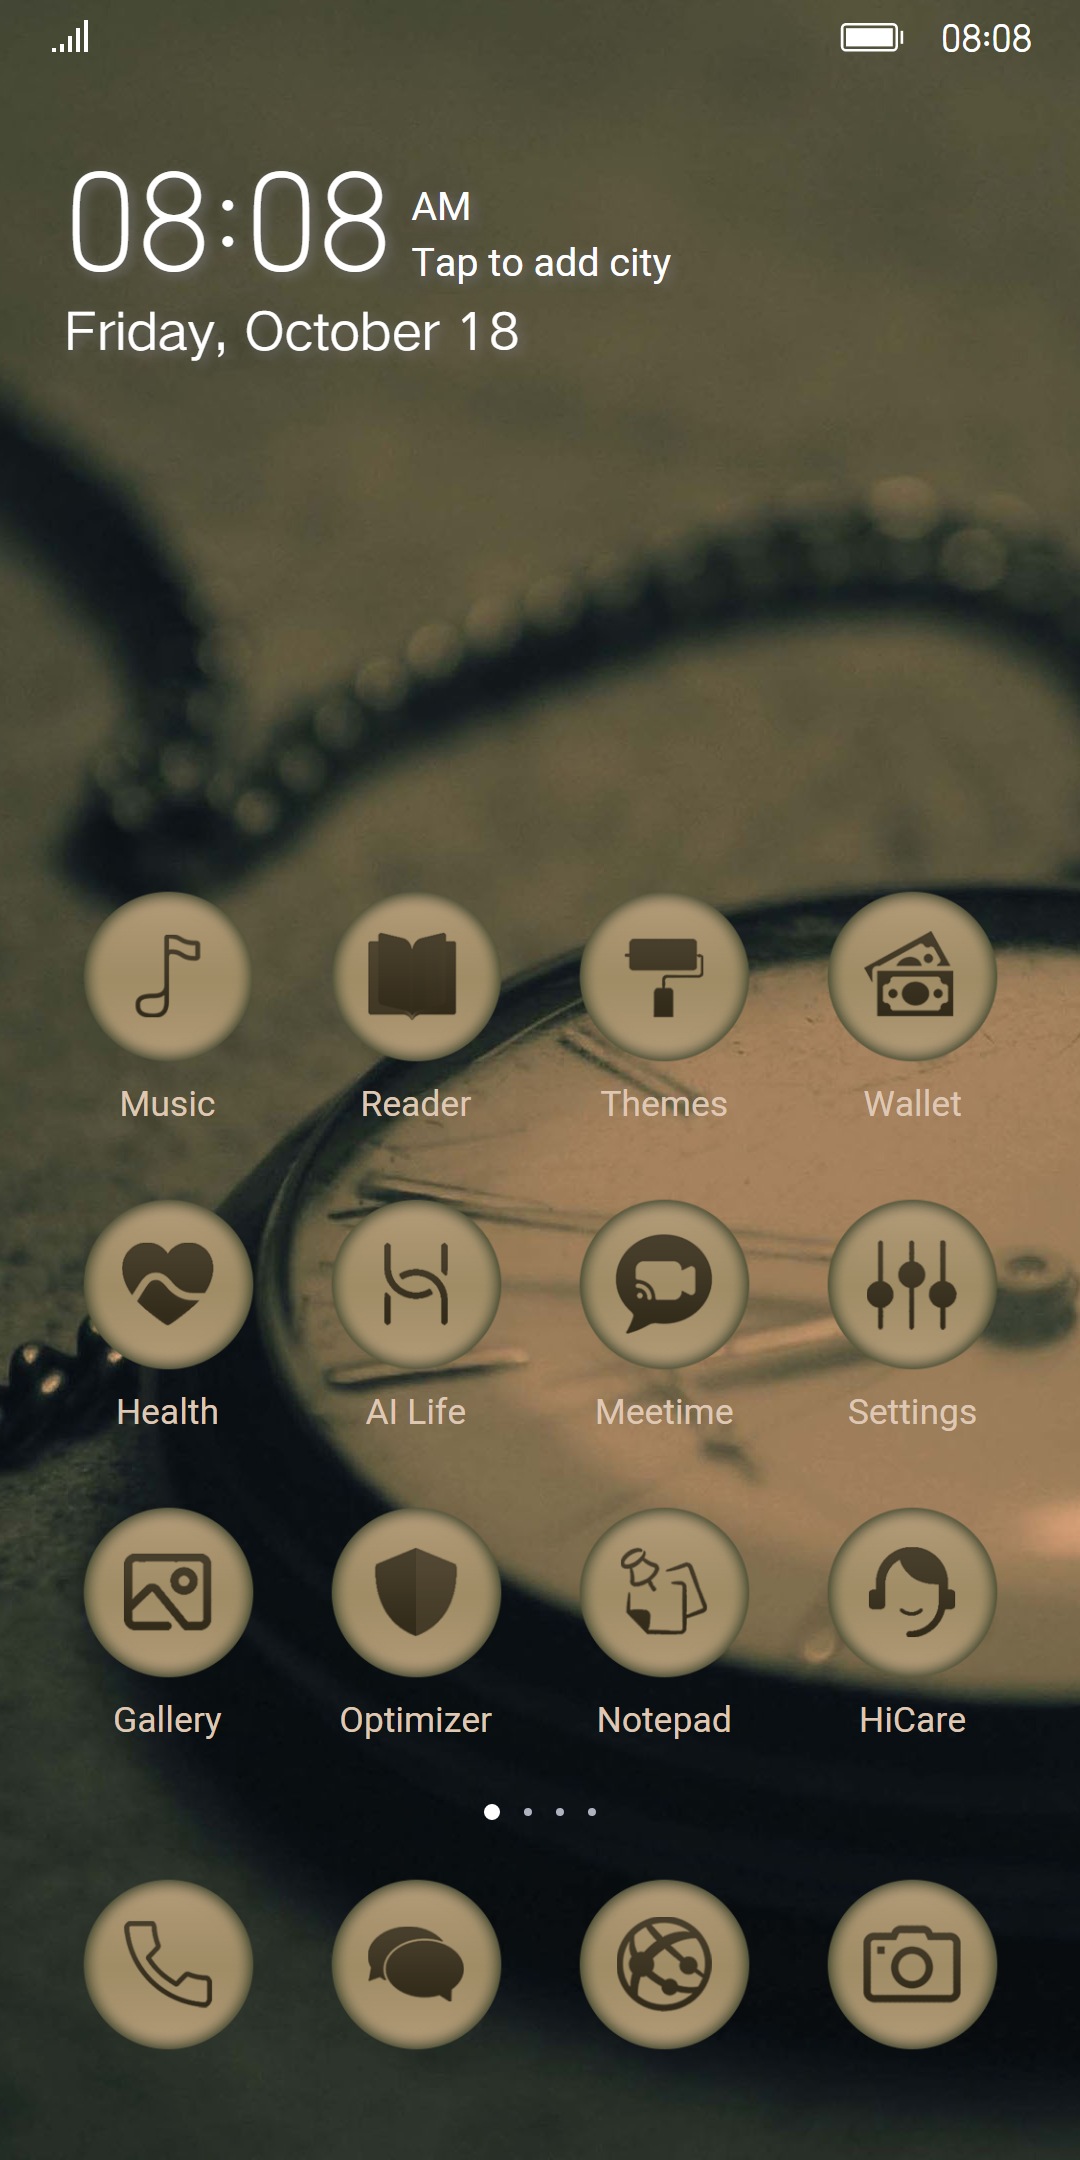 08:08
08:08 AM
Tap to add city
Friday, October 18
Music Reader Themes Wallet
Health AI Life Meetime Settings
Gallery Optimizer Notepad HiCare